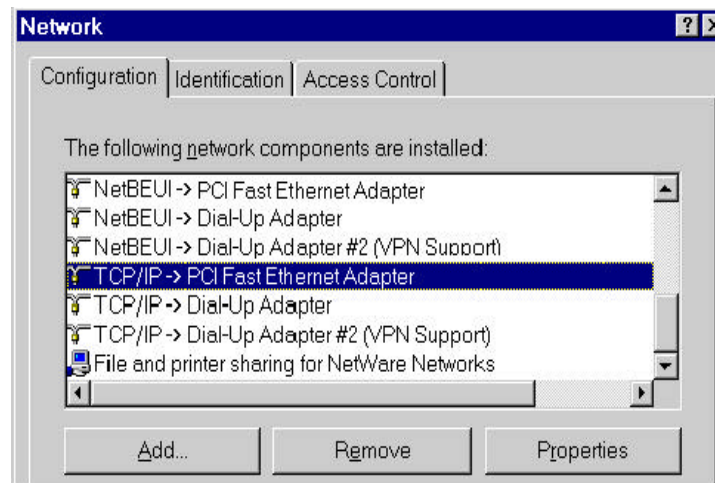 Network
Configuration Identification Access Control
The following network components are installed:
NetBEUI -> PCI Fast Ethernet Adapter
NetBEUI -> Dial-Up Adapter
NetBEUI -> Dial-Up Adapter #2 (VPN Support)
TCP/IP -> PCI Fast Ethernet Adapter
TCP/IP -> Dial-Up Adapter
TCP/IP -> Dial-Up Adapter #2 (VPN Support)
File and printer sharing for NetWare Networks
Add... Remove Properties